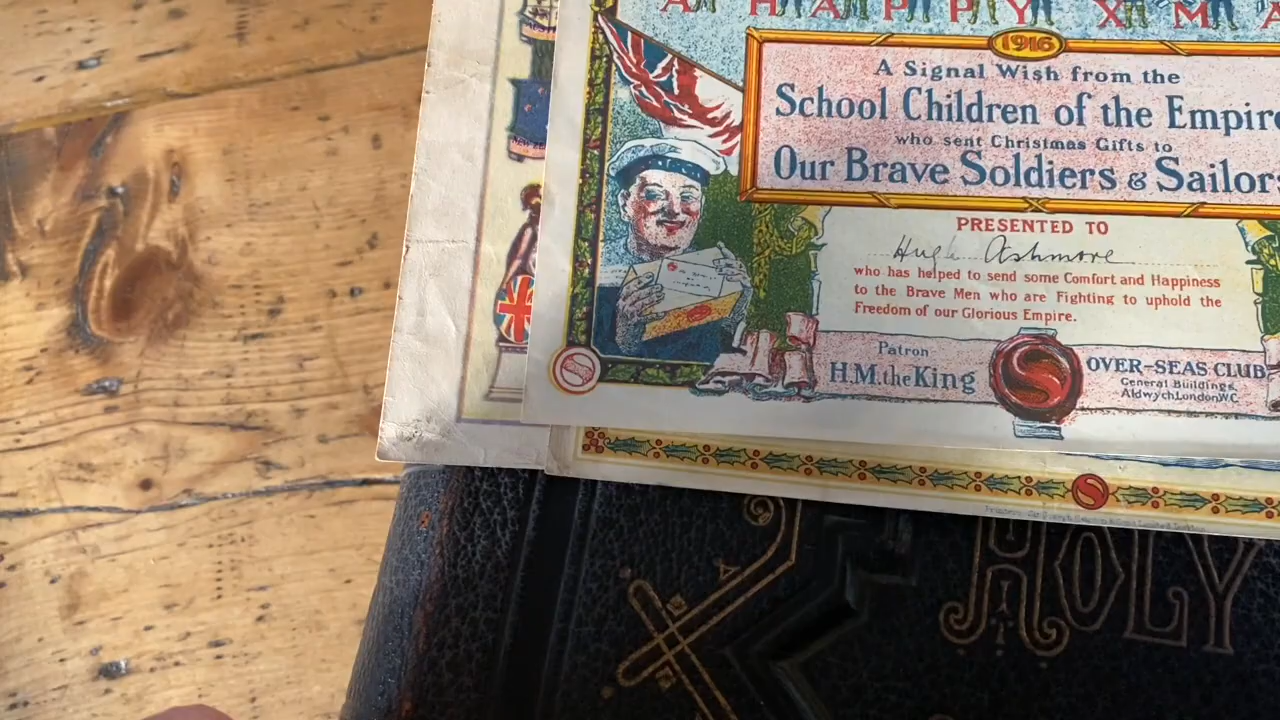 A HAPPY XMA
1916
A Signal Wish from the
School Children of the Empire
who sent Christmas Gifts to
Our Brave Soldiers & Sailors
PRESENTED TO
Hugh Ashmore
who has helped to send some Comfort and Happiness
to the Brave Men who are Fighting to uphold the
Freedom of our Glorious Empire.
Patron
H.M. the King
OVER-SEAS CLUB
General Buildings,
Aldwych, London W.C.
HOLY